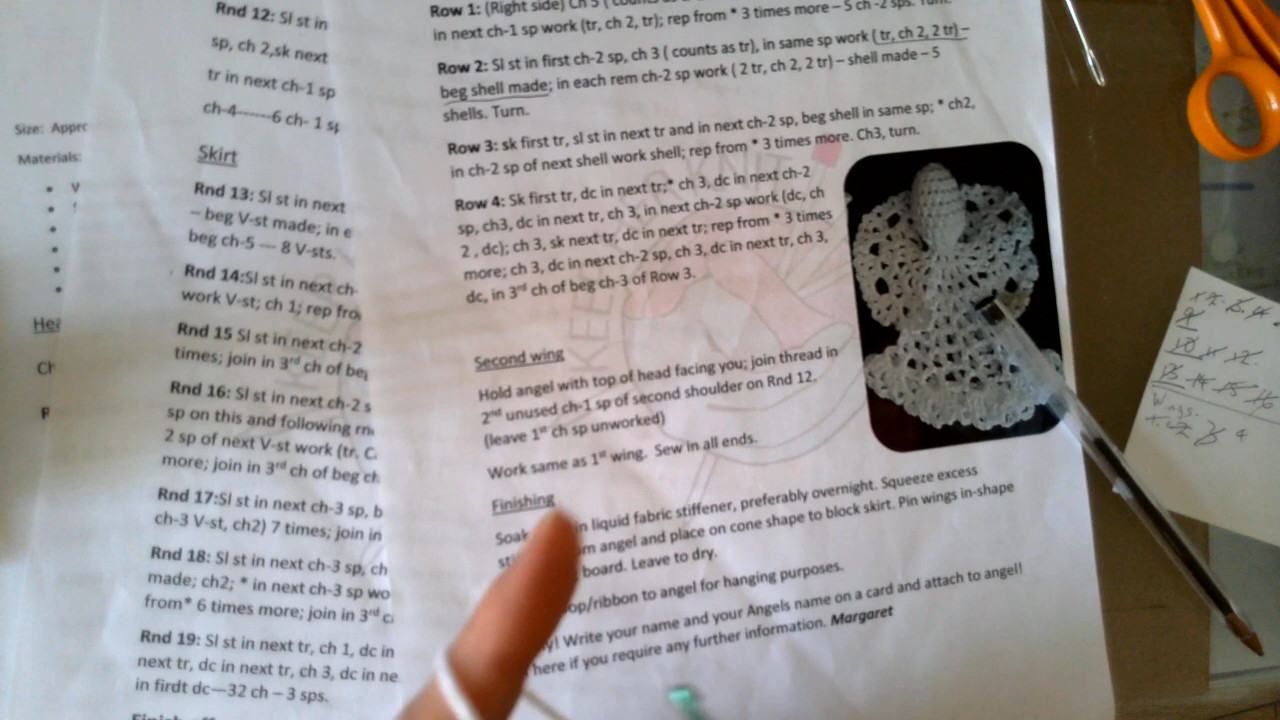 Size: Appro
Materials:
Hea
Ch
Rnd 12: Sl st in
sp, ch 2,sk next
tr in next ch-1 sp
ch-4------6 ch- 1 sp
Skirt
Rnd 13: Sl st in next
– beg V-st made; in e
beg ch-5 --- 8 V-sts.
Rnd 14:Sl st in next ch-
work V-st; ch 1; rep fro
Rnd 15 Sl st in next ch-2
times; join in 3rd ch of beg
Rnd 16: Sl st in next ch-2 s
sp on this and following rn
2 sp of next V-st work (tr. C
more; join in 3rd ch of beg ch
Rnd 17:Sl st in next ch-3 sp, b
ch-3 V-st, ch2) 7 times; join in
Rnd 18: Sl st in next ch-3 sp, ch
made; ch2; * in next ch-3 sp wo
from* 6 times more; join in 3rd c
Rnd 19: Sl st in next tr, ch 1, dc in
next tr, dc in next tr, ch 3, dc in ne
in firdt dc—32 ch – 3 sps.
Row 1: (Right side) Ch 5 ( counts as
in next ch-1 sp work (tr, ch 2, tr); rep from * 3 times more – 5 ch -2 sps. Turn.
Row 2: Sl st in first ch-2 sp, ch 3 ( counts as tr), in same sp work ( tr, ch 2, 2 tr) –
beg shell made; in each rem ch-2 sp work ( 2 tr, ch 2, 2 tr) – shell made – 5
shells. Turn.
Row 3: sk first tr, sl st in next tr and in next ch-2 sp, beg shell in same sp; * ch2,
in ch-2 sp of next shell work shell; rep from * 3 times more. Ch3, turn.
Row 4: Sk first tr, dc in next tr;* ch 3, dc in next ch-2
sp, ch3, dc in next tr, ch 3, in next ch-2 sp work (dc, ch
2 , dc); ch 3, sk next tr, dc in next tr; rep from * 3 times
more; ch 3, dc in next ch-2 sp, ch 3, dc in next tr, ch 3,
dc, in 3rd ch of beg ch-3 of Row 3.
Second wing
Hold angel with top of head facing you; join thread in
2nd unused ch-1 sp of second shoulder on Rnd 12.
(leave 1st ch sp unworked)
Work same as 1st wing. Sew in all ends.
Finishing
Soak in liquid fabric stiffener, preferably overnight. Squeeze excess
angel and place on cone shape to block skirt. Pin wings in-shape
board. Leave to dry.
op/ribbon to angel for hanging purposes.
y! Write your name and your Angels name on a card and attach to angel!
here if you require any further information. Margaret
Wings.